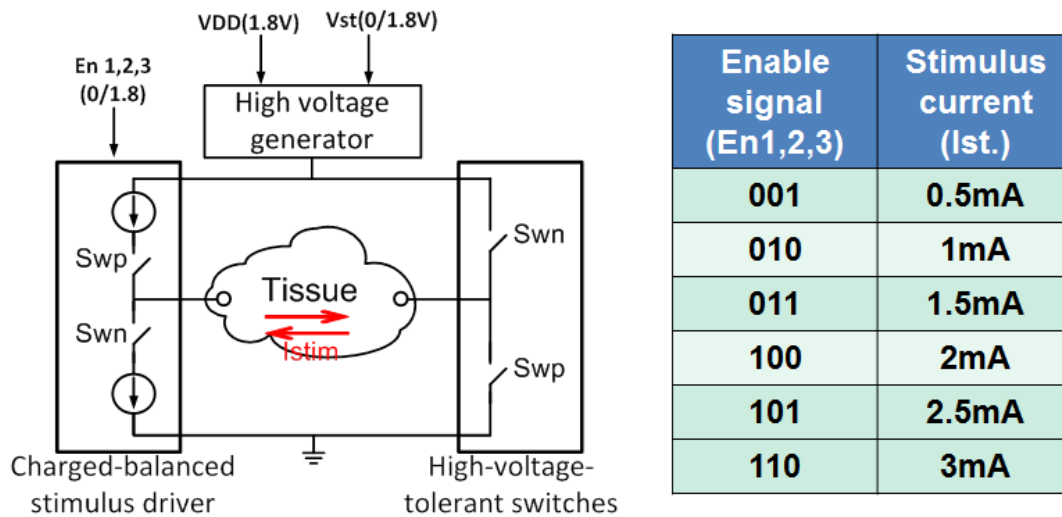 VDD(1.8V)
Vst(0/1.8V)
En 1,2,3
(0/1.8)
High voltage
generator
Swp
Swn
Tissue
Istim
Swn
Swp
Charged-balanced
stimulus driver
High-voltage-
tolerant switches
Enable
signal
(En1,2,3)
Stimulus
current
(Ist.)
001 0.5mA
010 1mA
011 1.5mA
100 2mA
101 2.5mA
110 3mA